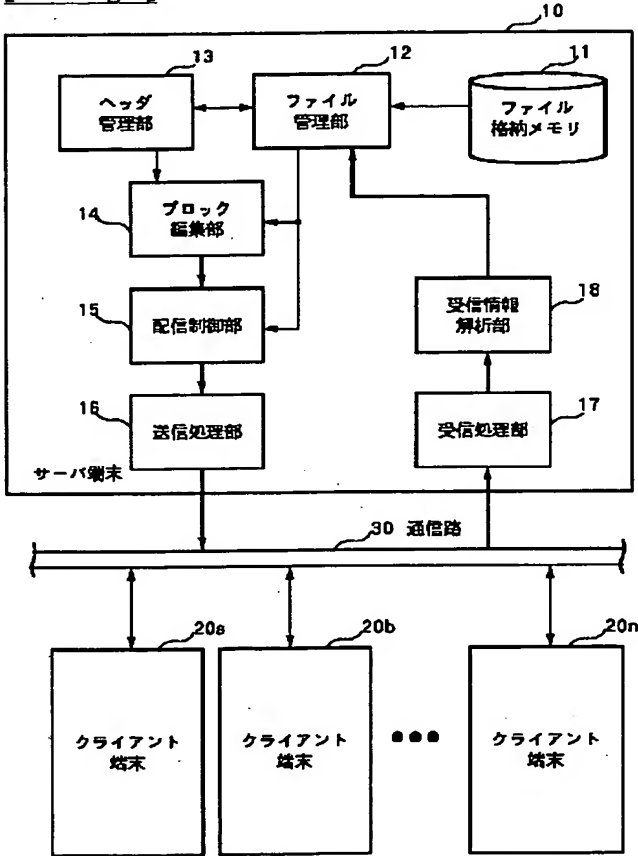 10
13
12
11
ヘッダ
管理部
ファイル
管理部
ファイル
格納メモリ
14
ブロック
編集部
15
配信制御部
18
受信情報
解析部
16
送信処理部
17
受信処理部
サーバ端末
30 通信路
20a
20b
20n
クライアント
端末
クライアント
端末
クライアント
端末